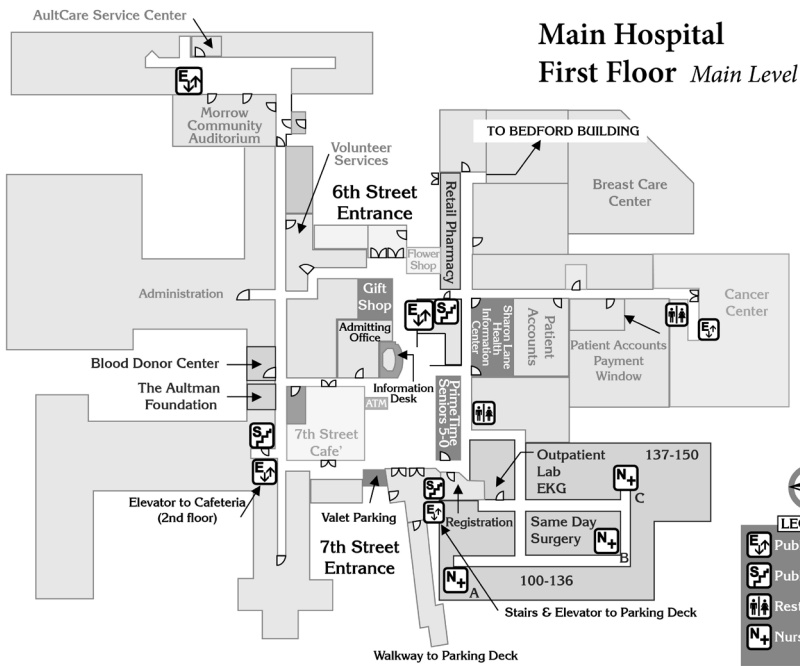 AultCare Service Center
Main Hospital
First Floor Main Level
E
Morrow
Community
Auditorium
TO BEDFORD BUILDING
Volunteer
Services
6th Street
Entrance
Retail Pharmacy
Breast Care
Center
Flower
Shop
Administration
Gift
Shop
E
S
Admitting
Office
Sharon Lane
Health
Information
Center
Patient
Accounts
Cancer
Center
E
Patient Accounts
Payment
Window
Blood Donor Center
The Aultman
Foundation
Information
Desk
ATM
PrimeTime
Seniors 5-0
7th Street
Cafe'
S
E
Elevator to Cafeteria
(2nd floor)
Valet Parking
7th Street
Entrance
S
E
Registration
Outpatient
Lab
EKG
137-150
N
C
Same Day
Surgery
N
B
N
A
100-136
Stairs & Elevator to Parking Deck
Walkway to Parking Deck
E
S
N